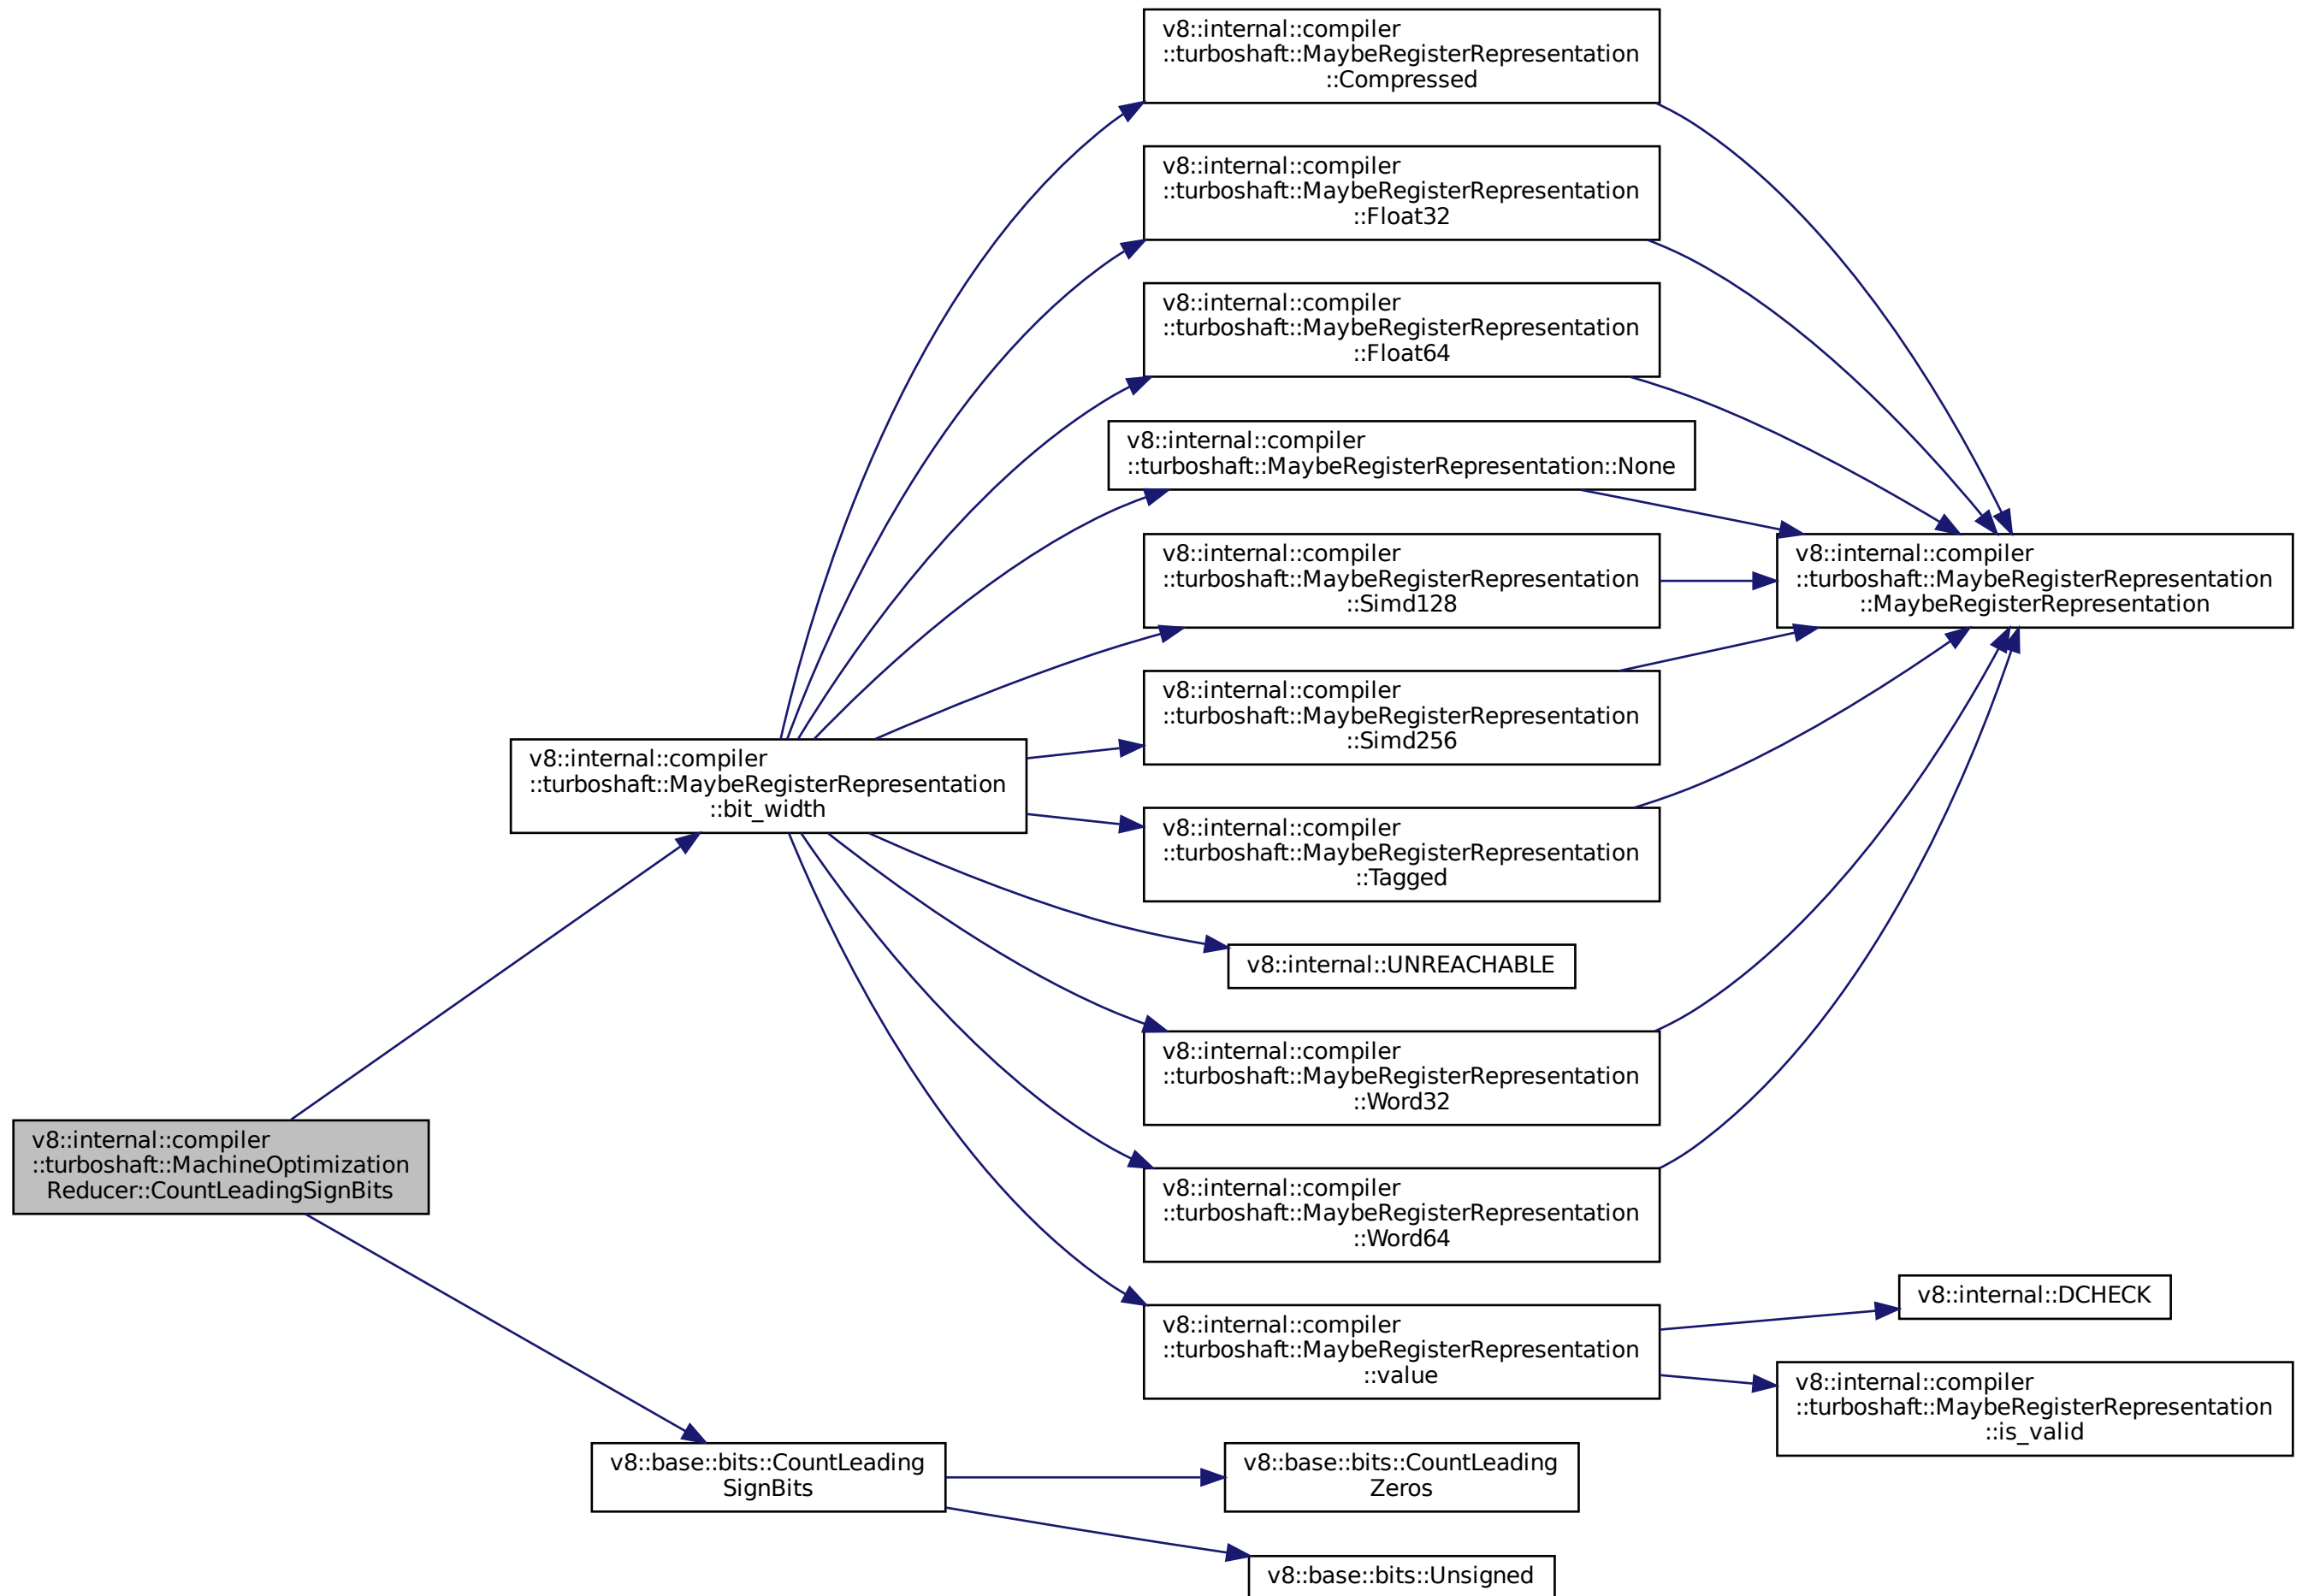 v8::internal::compiler
::turboshaft::MaybeRegisterRepresentation
::Compressed
v8::internal::compiler
::turboshaft::MaybeRegisterRepresentation
::Float32
v8::internal::compiler
::turboshaft::MaybeRegisterRepresentation
::Float64
v8::internal::compiler
::turboshaft::MaybeRegisterRepresentation::None
v8::internal::compiler
::turboshaft::MaybeRegisterRepresentation
::Simd128
v8::internal::compiler
::turboshaft::MaybeRegisterRepresentation
::MaybeRegisterRepresentation
v8::internal::compiler
::turboshaft::MaybeRegisterRepresentation
::Simd256
v8::internal::compiler
::turboshaft::MaybeRegisterRepresentation
::bit_width
v8::internal::compiler
::turboshaft::MaybeRegisterRepresentation
::Tagged
v8::internal::UNREACHABLE
v8::internal::compiler
::turboshaft::MaybeRegisterRepresentation
::Word32
v8::internal::compiler
::turboshaft::MachineOptimization
Reducer::CountLeadingSignBits
v8::internal::compiler
::turboshaft::MaybeRegisterRepresentation
::Word64
v8::internal::DCHECK
v8::internal::compiler
::turboshaft::MaybeRegisterRepresentation
::value
v8::internal::compiler
::turboshaft::MaybeRegisterRepresentation
::is_valid
v8::base::bits::CountLeading
SignBits
v8::base::bits::CountLeading
Zeros
v8::base::bits::Unsigned